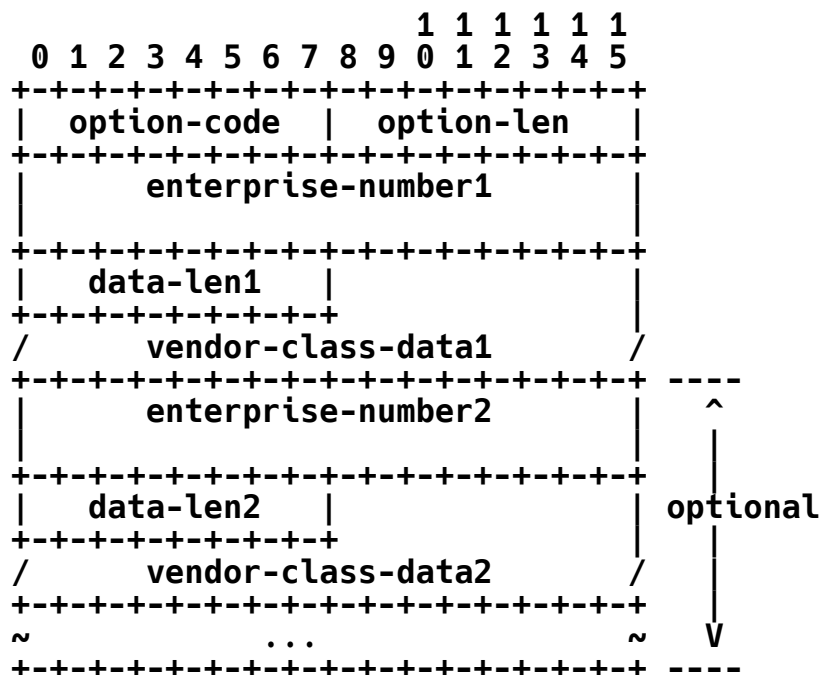 1 1 1 1 1 1
 0 1 2 3 4 5 6 7 8 9 0 1 2 3 4 5
+-+-+-+-+-+-+-+-+-+-+-+-+-+-+-+-+
|  option-code  |  option-len   |
+-+-+-+-+-+-+-+-+-+-+-+-+-+-+-+-+
|      enterprise-number1       |
|                               |
+-+-+-+-+-+-+-+-+-+-+-+-+-+-+-+-+
|   data-len1   |               |
+-+-+-+-+-+-+-+-+               |
/      vendor-class-data1       /
+-+-+-+-+-+-+-+-+-+-+-+-+-+-+-+-+ ----
|      enterprise-number2       |   ^
|                               |   |
+-+-+-+-+-+-+-+-+-+-+-+-+-+-+-+-+   |
|   data-len2   |               | optional
+-+-+-+-+-+-+-+-+               |   |
/      vendor-class-data2       /   |
+-+-+-+-+-+-+-+-+-+-+-+-+-+-+-+-+   |
~            ...                ~   V
+-+-+-+-+-+-+-+-+-+-+-+-+-+-+-+-+ ----